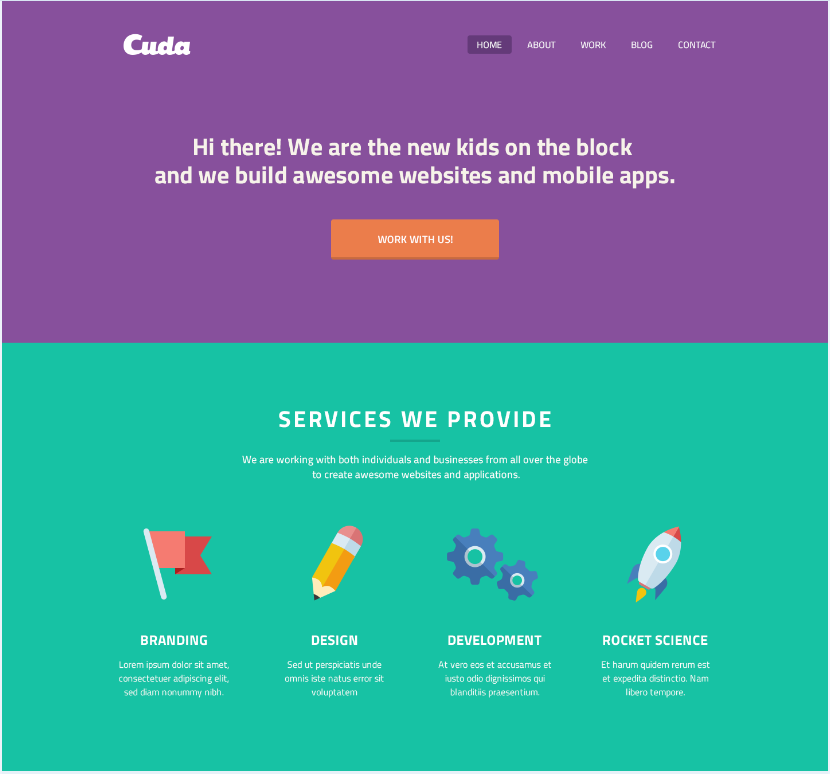 Cuda
HOME ABOUT WORK BLOG CONTACT
Hi there! We are the new kids on the block
and we build awesome websites and mobile apps.
WORK WITH US!
SERVICES WE PROVIDE
We are working with both individuals and businesses from all over the globe
to create awesome websites and applications.
BRANDING
Lorem ipsum dolor sit amet,
consectetuer adipiscing elit,
sed diam nonummy nibh.
DESIGN
Sed ut perspiciatis unde
omnis iste natus error sit
voluptatem
DEVELOPMENT
At vero eos et accusamus et
iusto odio dignissimos qui
blanditiis praesentium.
ROCKET SCIENCE
Et harum quidem rerum est
et expedita distinctio. Nam
libero tempore.